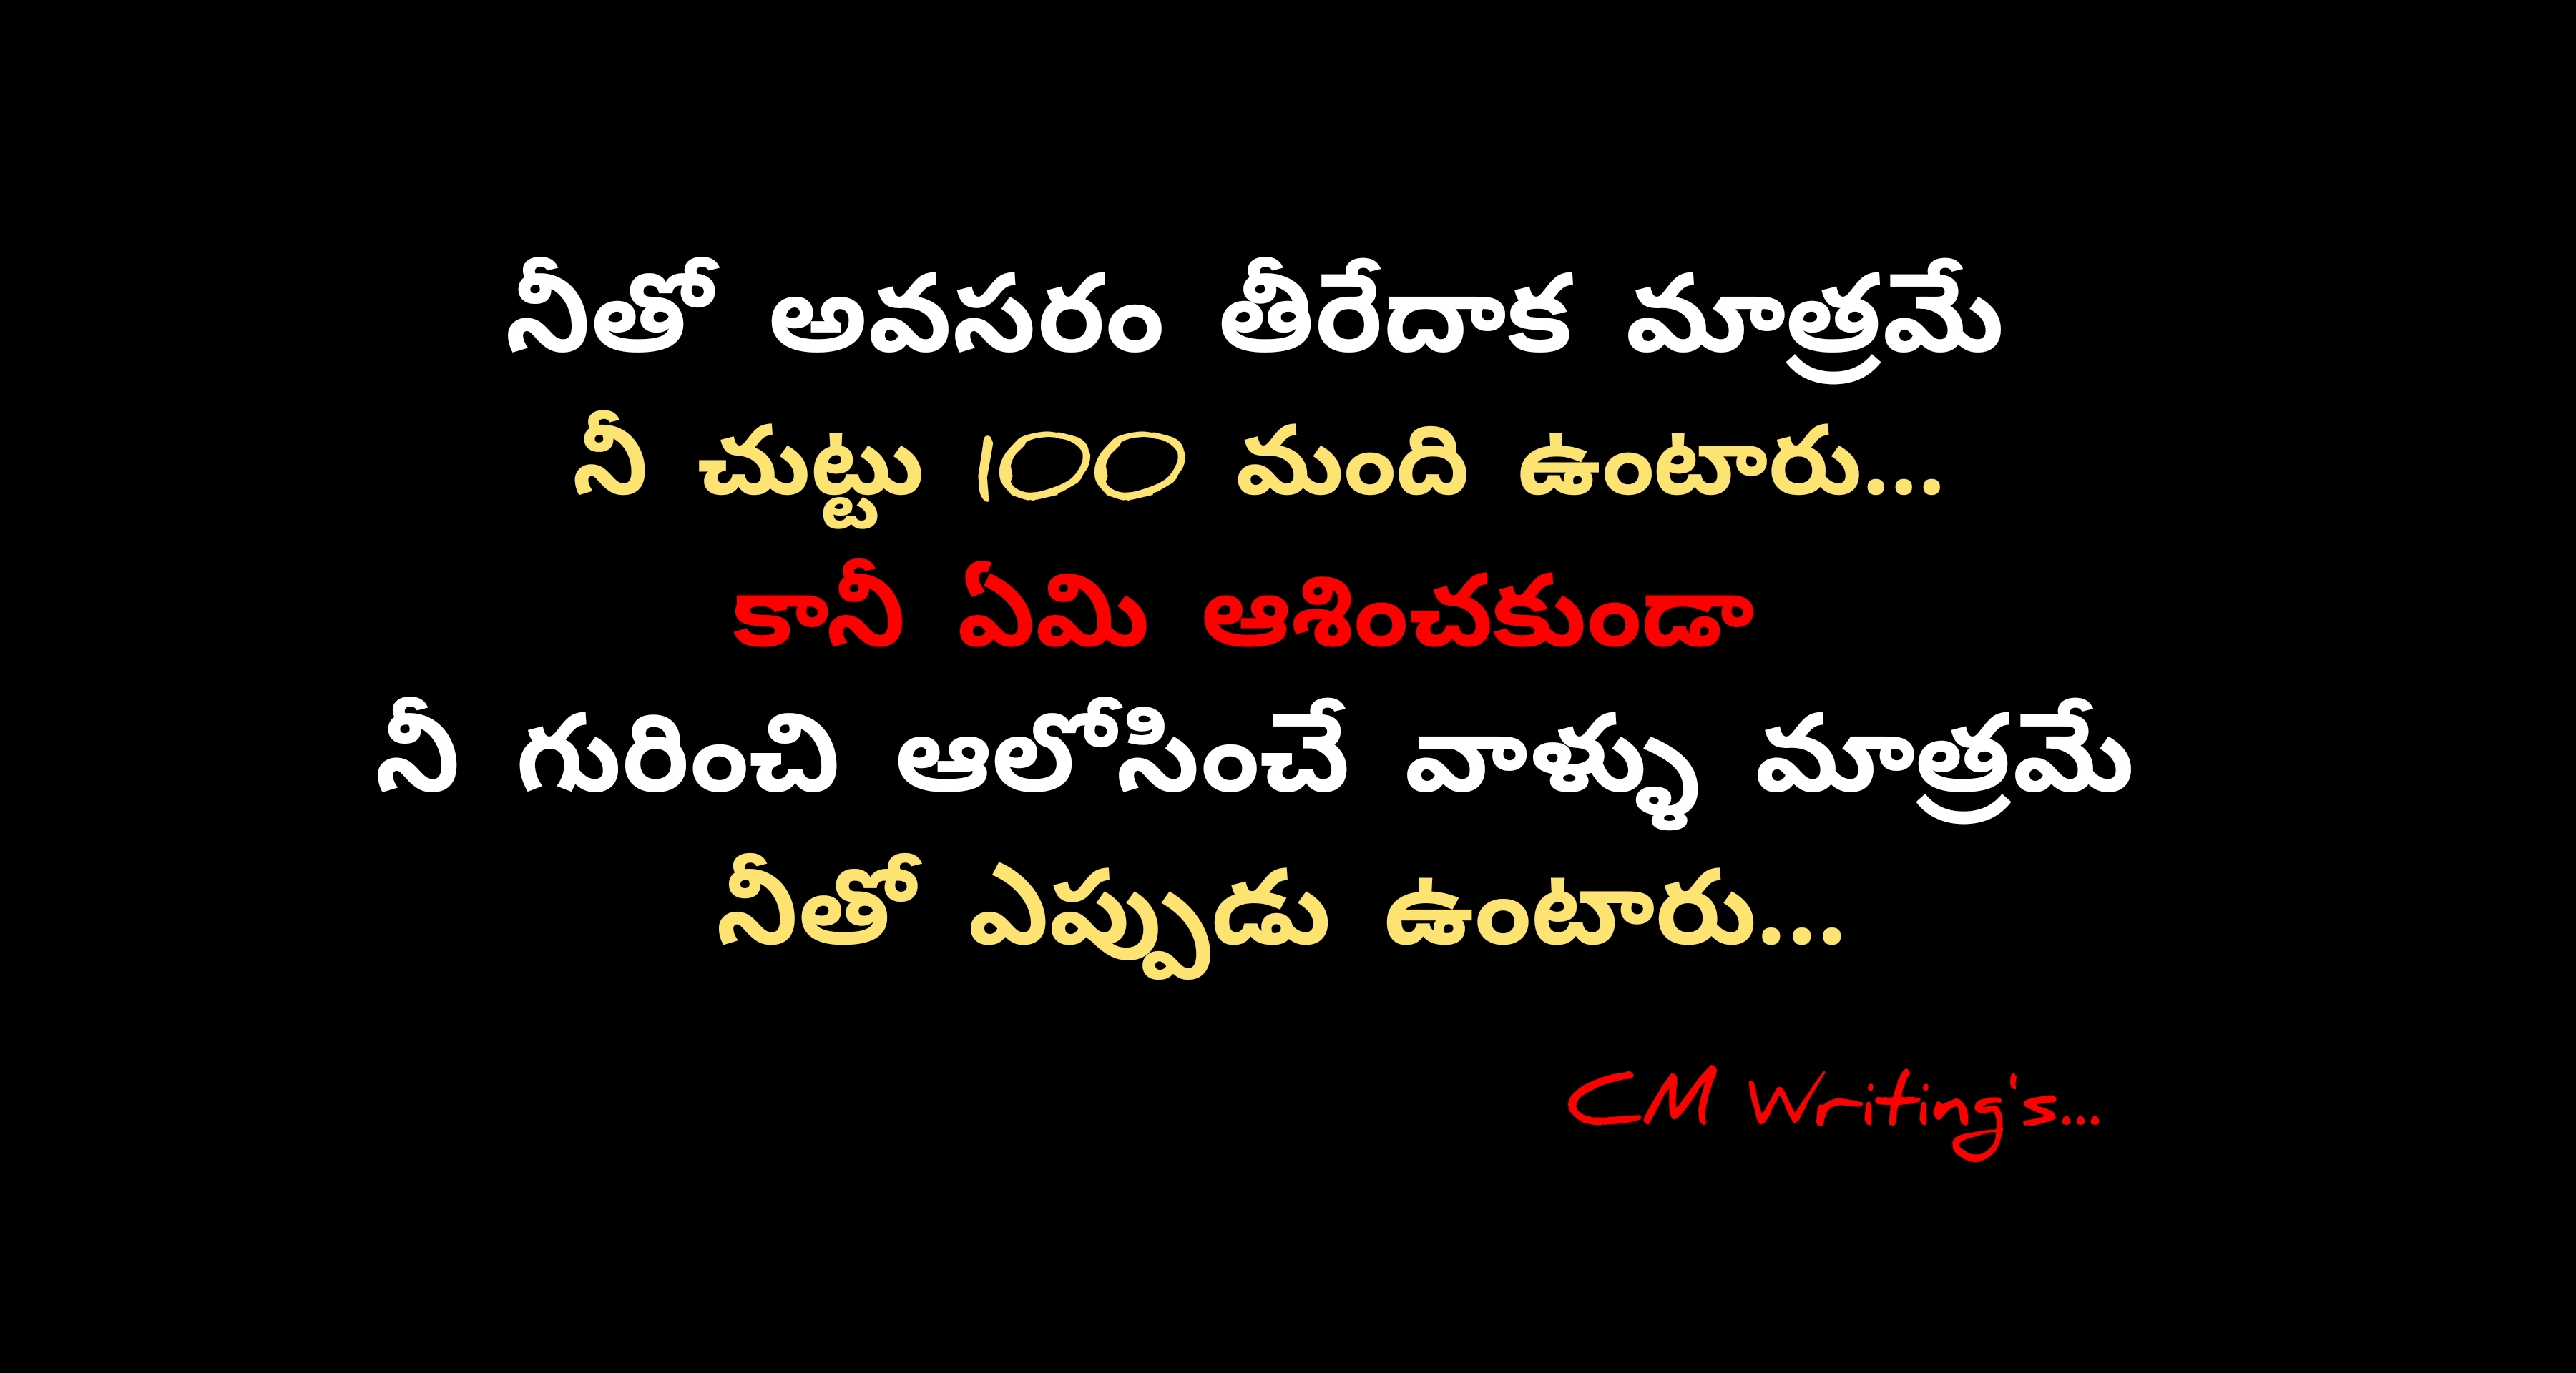 నీతో అవసరం తీరేదాక మాత్రమే
నీ చుట్టు 100 మంది ఉంటారు...
కానీ ఏమి ఆశించకుండా
నీ గురించి ఆలోసించే వాళ్ళు మాత్రమే
నీతో ఎప్పుడు ఉంటారు...
CM Writing's...